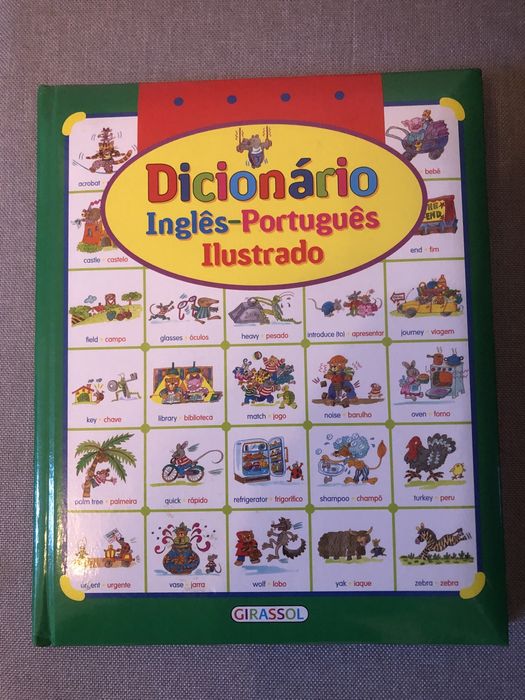 Dicionário
Inglês-Português
Ilustrado
acrobat
bebê
castle • castelo
end • fim
field • campo
glasses • óculos
heavy • pesado
introduce (to) • apresentar
journey • viagem
key • chave
library • biblioteca
match • jogo
noise • barulho
oven • forno
palm tree • palmeira
quick • rápido
refrigerator • frigorífico
shampoo • champô
turkey • peru
urgent • urgente
vase • jarra
wolf • lobo
yak • iaque
zebra • zebra
GIRASSOL